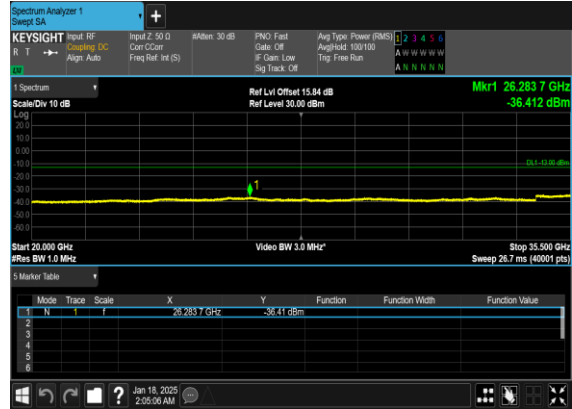 Spectrum Analyzer 1
Swept SA
KEYSIGHT Input: RF Input Z: 50 Ω #Atten: 30 dB PNO: Fast Avg Type: Power (RMS) 1 2 3 4 5 6
R T Coupling: DC Corr CCorr Gate: Off Avg|Hold: 100/100 A W W W W W
Align: Auto Freq Ref: Int (S) IF Gain: Low Trig: Free Run
LW Sig Track: Off A N N N N N
1 Spectrum Ref Lvl Offset 15.84 dB Mkr1 26.283 7 GHz
Scale/Div 10 dB Ref Level 30.00 dBm -36.412 dBm
Log
20.0
10.0
0.00
-10.0
DL1 -13.00 dBm
-20.0
-30.0
1
-40.0
-50.0
-60.0
Start 20.000 GHz Video BW 3.0 MHz* Stop 35.500 GHz
#Res BW 1.0 MHz Sweep 26.7 ms (40001 pts)
5 Marker Table
Mode Trace Scale X Y Function Function Width Function Value
1 N 1 f 26.283 7 GHz -36.41 dBm
2
3
4
5
6
? Jan 18, 2025
2:05:06 AM